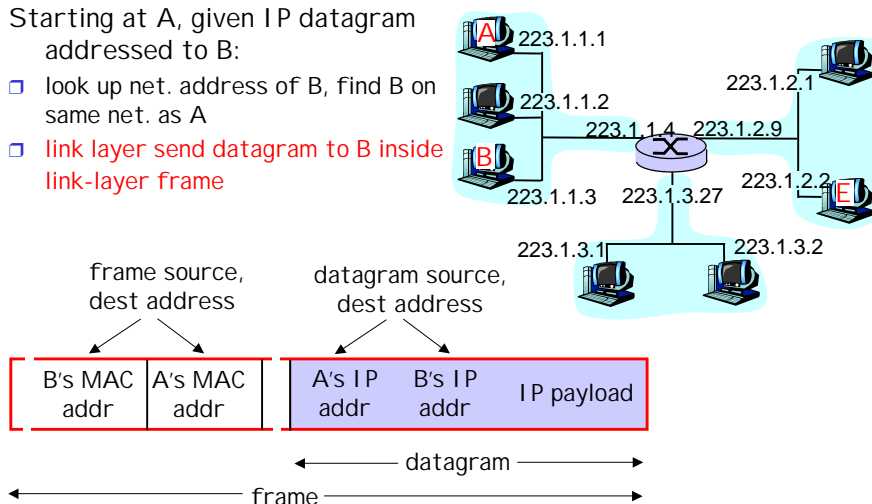 Starting at A, given IP datagram
addressed to B:
❒ look up net. address of B, find B on
same net. as A
❒ link layer send datagram to B inside
link-layer frame
A
223.1.1.1
223.1.1.2
223.1.1.4
223.1.2.9
B
223.1.1.3
223.1.2.1
223.1.2.2
E
223.1.3.27
223.1.3.1
223.1.3.2
frame source,
dest address
datagram source,
dest address
B's MAC
addr
A's MAC
addr
A's IP
addr
B's IP
addr
IP payload
datagram
frame